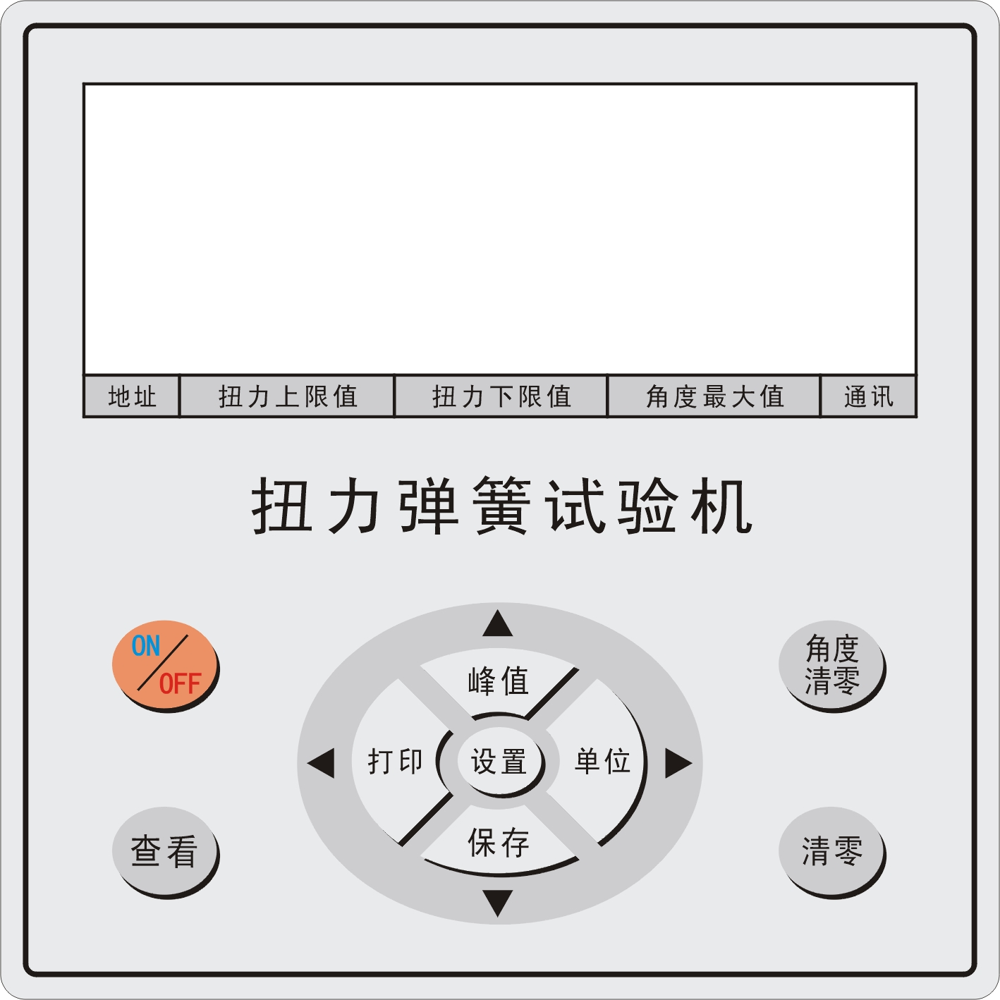 地址 扭力上限值 扭力下限值 角度最大值 通讯
扭力弹簧试验机
ON/OFF
峰值
角度
清零
打印 设置 单位
查看
保存
清零